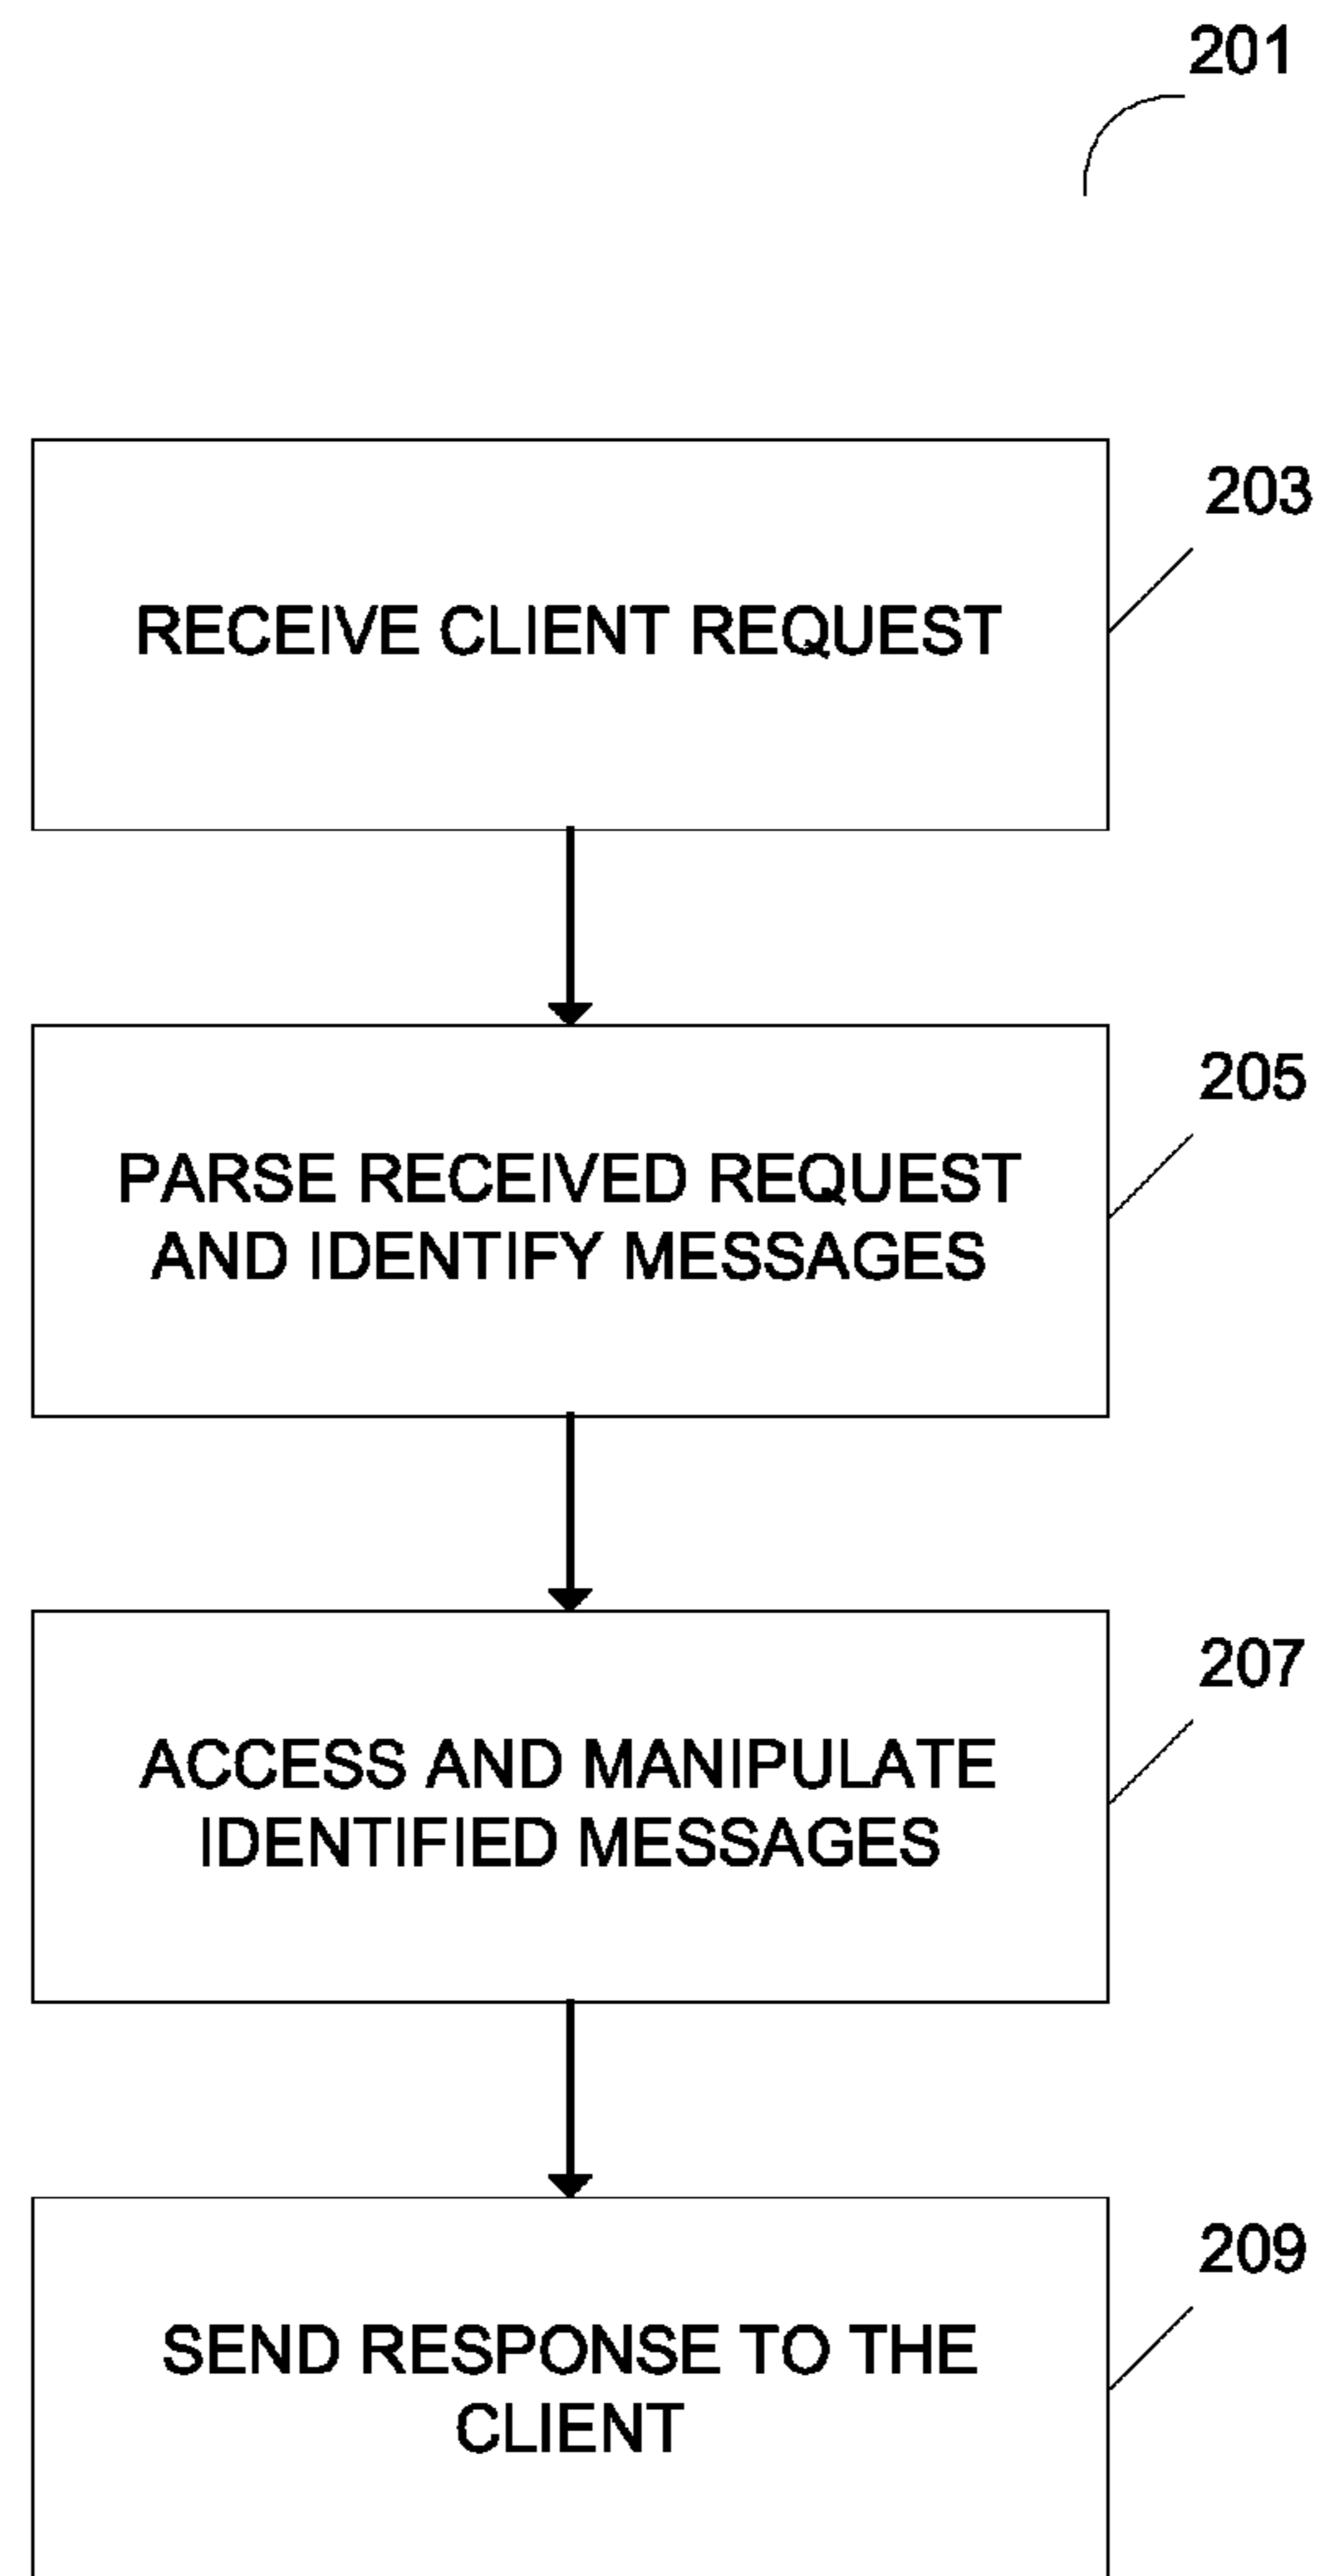 201
203
RECEIVE CLIENT REQUEST
205
PARSE RECEIVED REQUEST
AND IDENTIFY MESSAGES
207
ACCESS AND MANIPULATE
IDENTIFIED MESSAGES
209
SEND RESPONSE TO THE
CLIENT